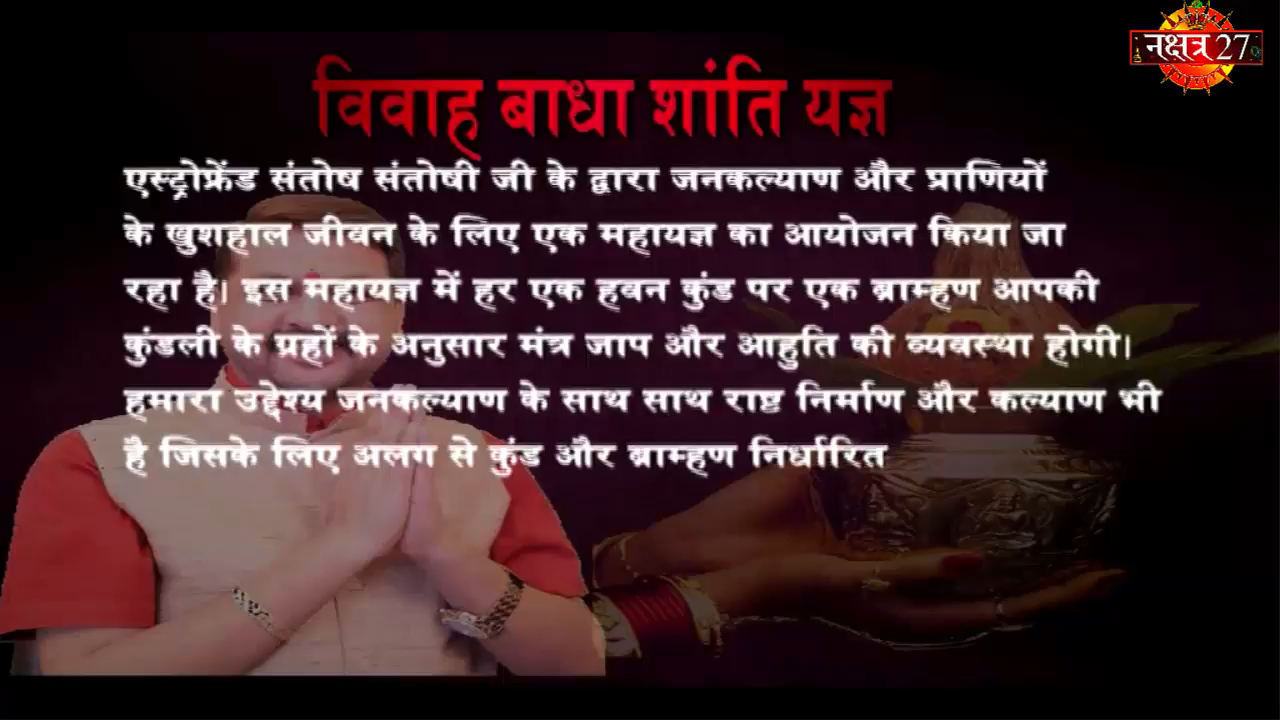 नक्षत्र 27
विवाह बाधा शांति यज्ञ
एस्ट्रोफ्रेंड संतोष संतोषी जी के द्वारा जनकल्याण और प्राणियों
के खुशहाल जीवन के लिए एक महायज्ञ का आयोजन किया जा
रहा है। इस महायज्ञ में हर एक हवन कुंड पर एक ब्राम्हण आपकी
कुंडली के ग्रहों के अनुसार मंत्र जाप और आहुति की व्यवस्था होगी।
हमारा उद्देश्य जनकल्याण के साथ साथ राष्ट्र निर्माण और कल्याण भी
है जिसके लिए अलग से कुंड और ब्राम्हण निर्धारित